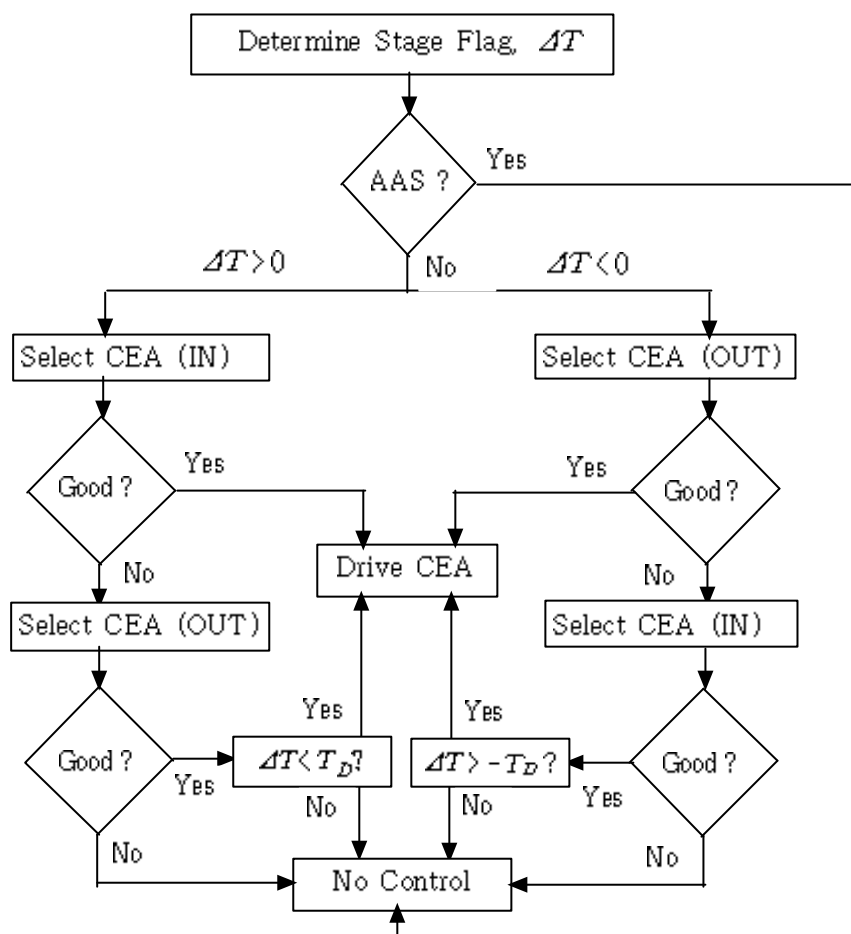 Determine Stage Flag, ΔT
AAS ?
Yes
ΔT>0
No
ΔT<0
Select CEA (IN)
Select CEA (OUT)
Good ?
Yes
Yes
Good ?
Drive CEA
No
No
Select CEA (OUT)
Select CEA (IN)
Yes
Yes
Good ?
ΔT<T_D?
ΔT>-T_D?
Good ?
Yes
No
No
Yes
No
No
No Control